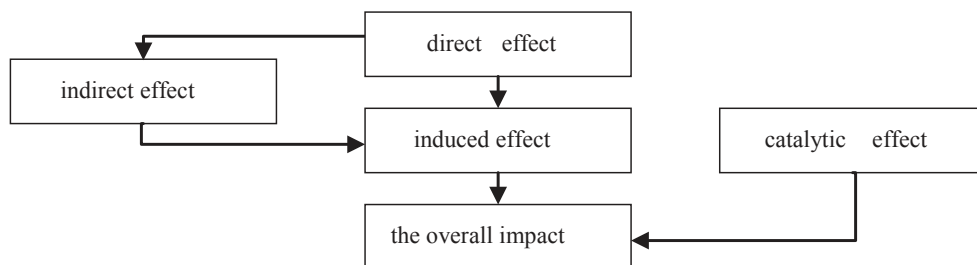 direct effect
indirect effect
induced effect
catalytic effect
the overall impact